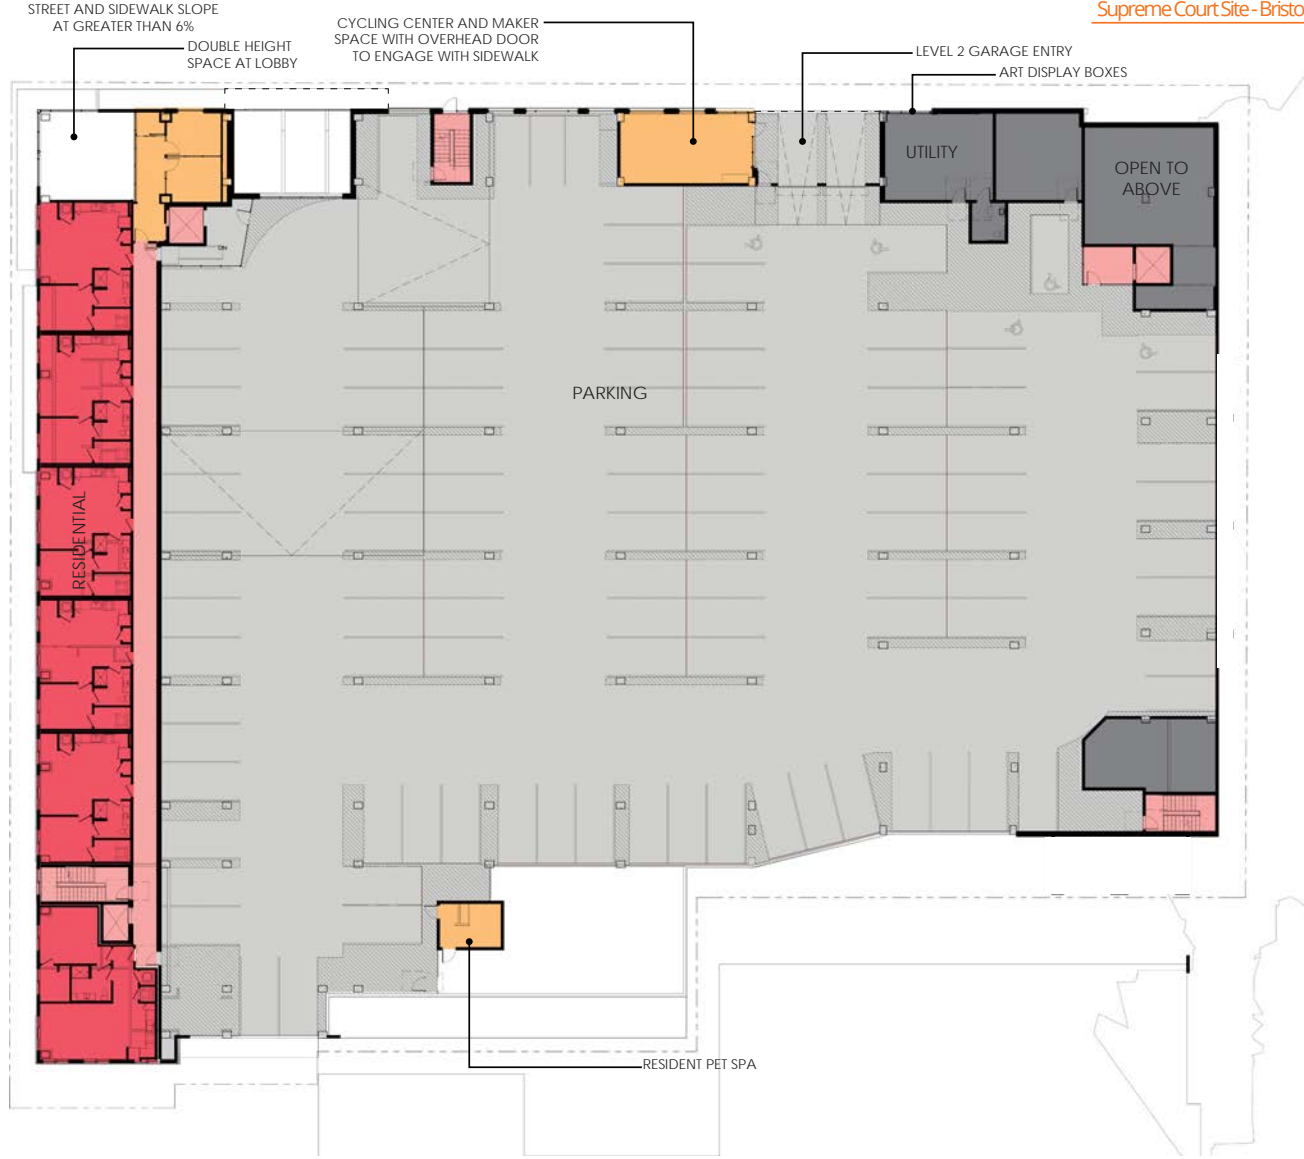 Supreme Court Site - Bristo
STREET AND SIDEWALK SLOPE
AT GREATER THAN 6%
DOUBLE HEIGHT
SPACE AT LOBBY
CYCLING CENTER AND MAKER
SPACE WITH OVERHEAD DOOR
TO ENGAGE WITH SIDEWALK
LEVEL 2 GARAGE ENTRY
ART DISPLAY BOXES
UTILITY
OPEN TO
ABOVE
PARKING
RESIDENTIAL
RESIDENT PET SPA